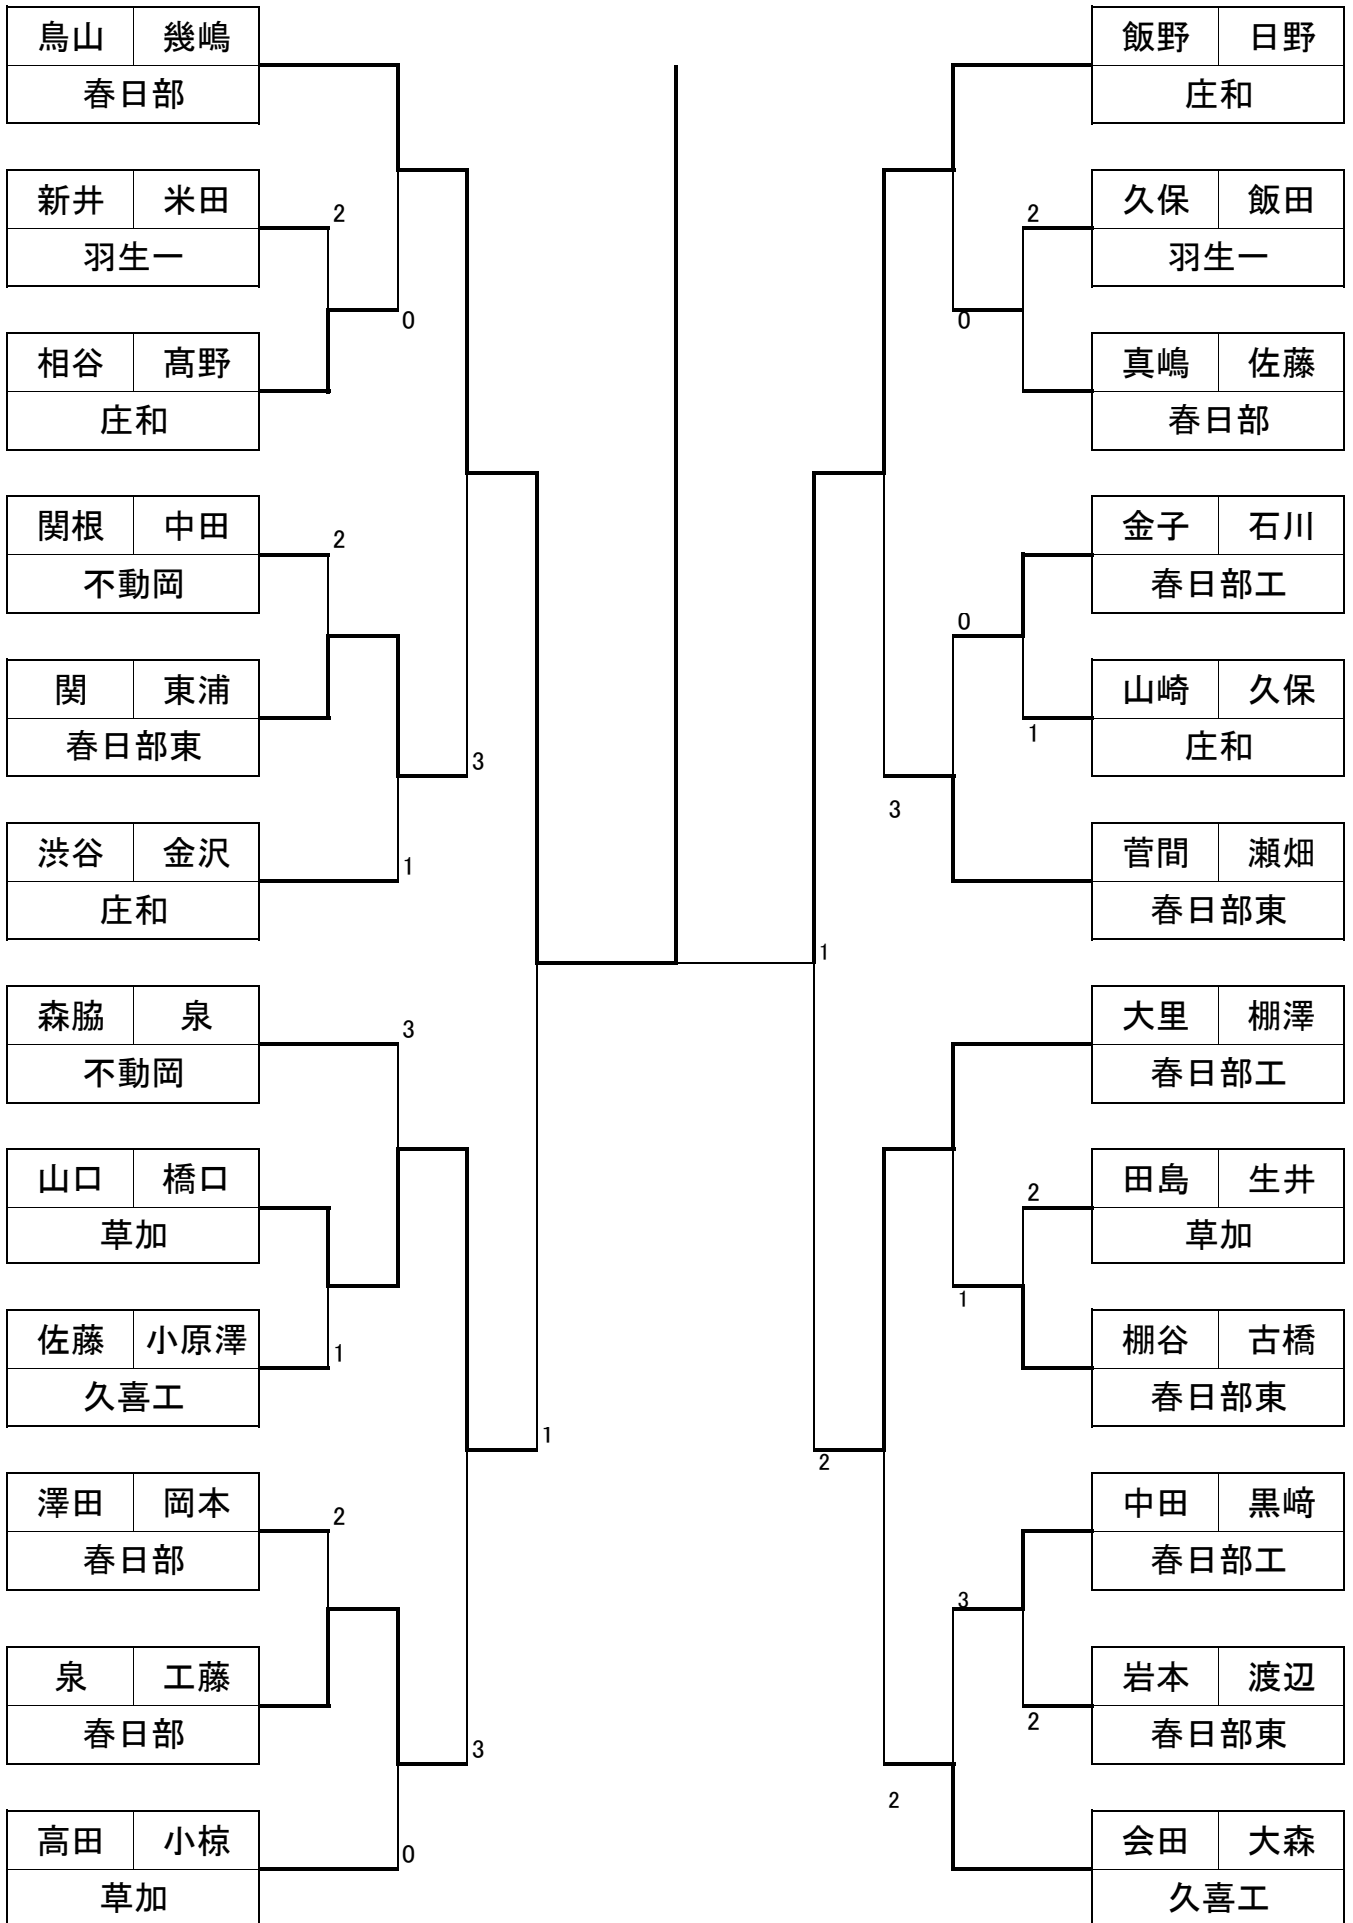 鳥山 幾嶋
春日部
新井 米田
羽生一
相谷 髙野
庄和
関根 中田
不動岡
関 東浦
春日部東
渋谷 金沢
庄和
森脇 泉
不動岡
山口 橋口
草加
佐藤 小原澤
久喜工
澤田 岡本
春日部
泉 工藤
春日部
高田 小椋
草加
2
0
2
3
1
3
1
1
2
3
0
飯野 日野
庄和
久保 飯田
羽生一
真嶋 佐藤
春日部
金子 石川
春日部工
山崎 久保
庄和
菅間 瀬畑
春日部東
大里 棚澤
春日部工
田島 生井
草加
棚谷 古橋
春日部東
中田 黒﨑
春日部工
岩本 渡辺
春日部東
会田 大森
久喜工
2
0
0
1
3
1
2
1
2
3
2
2